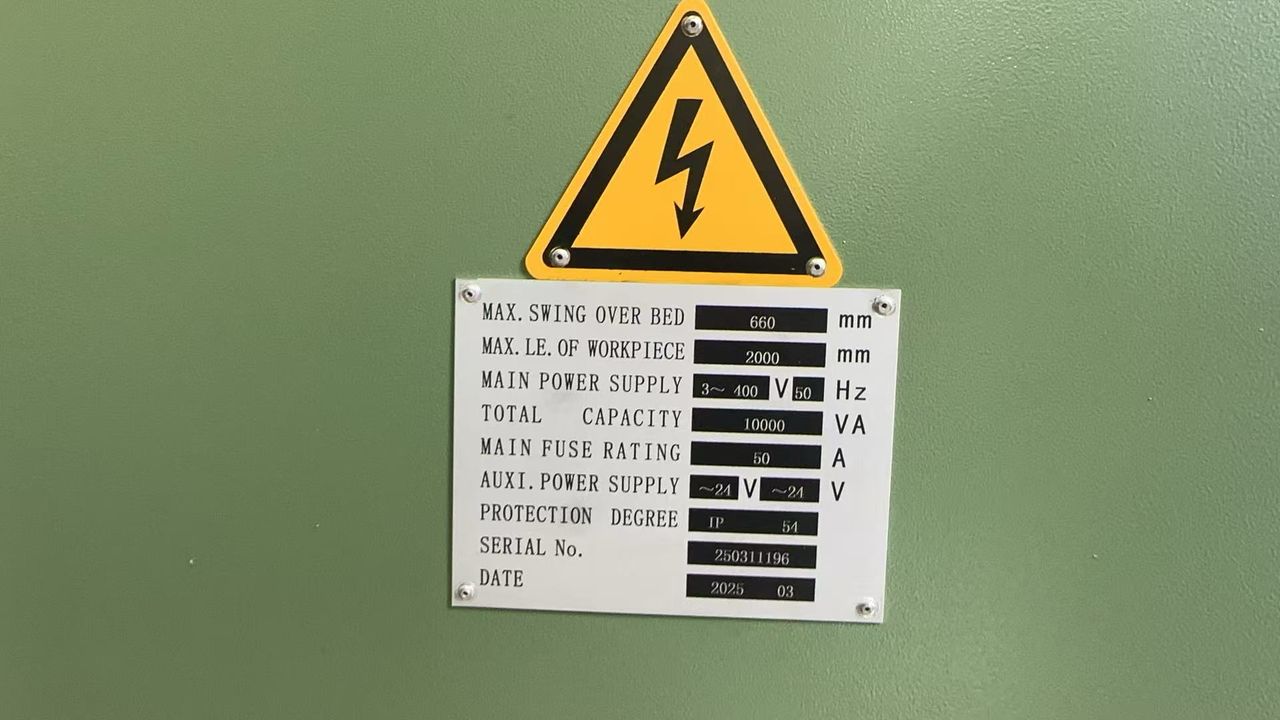 MAX. SWING OVER BED 660 mm
MAX. LE. OF WORKPIECE 2000 mm
MAIN POWER SUPPLY 3~ 400 V 50 Hz
TOTAL CAPACITY 10000 VA
MAIN FUSE RATING 50 A
AUXI. POWER SUPPLY ~24 V ~24 V
PROTECTION DEGREE IP 54
SERIAL No. 250311196
DATE 2025 03